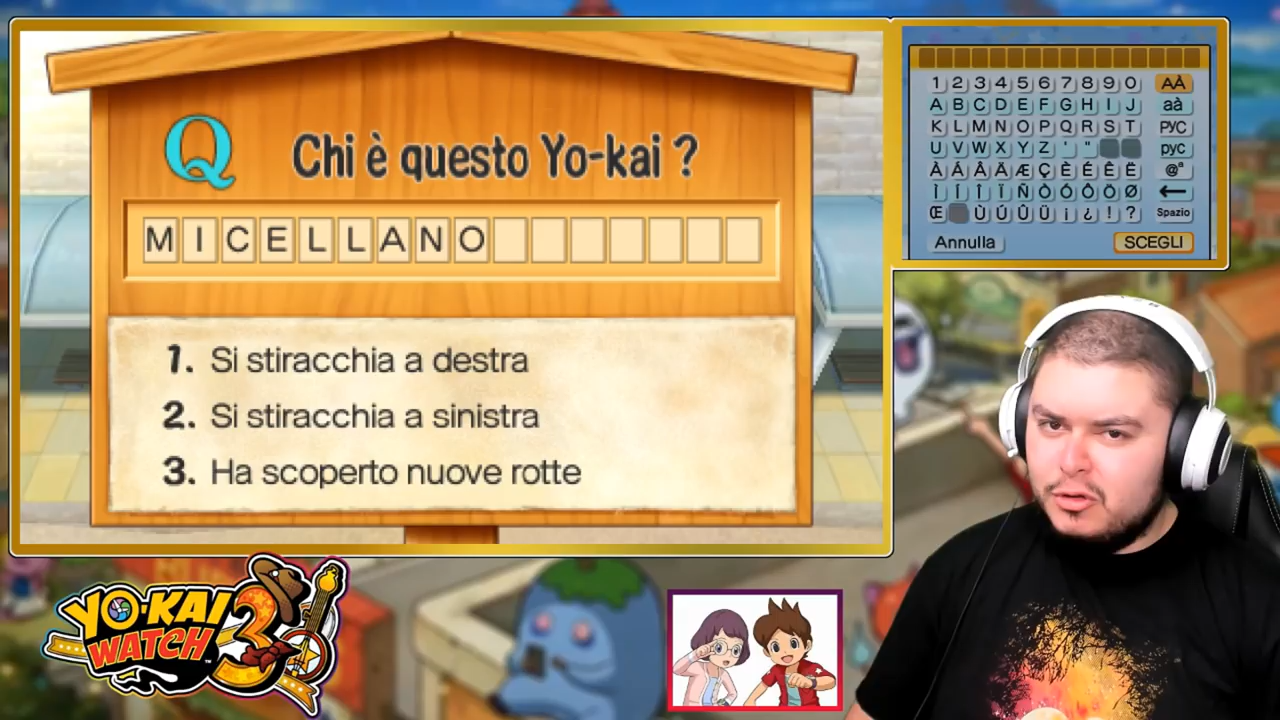 Q Chi è questo Yo-kai ?
MICELLANO
1. Si stiracchia a destra
2. Si stiracchia a sinistra
3. Ha scoperto nuove rotte
1 2 3 4 5 6 7 8 9 0 AÀ
A B C D E F G H I J aà
K L M N O P Q R S T РУС
U V W X Y Z ' " рус
À Á Â Ä Æ Ç È É Ê Ë @ª
Ì Í Î Ï Ñ Ò Ó Ô Ö Ø ←
Œ Ù Ú Û Ü ¡ ¿ ! ? Spazio
Annulla SCEGLI
YO-KAI
WATCH 3